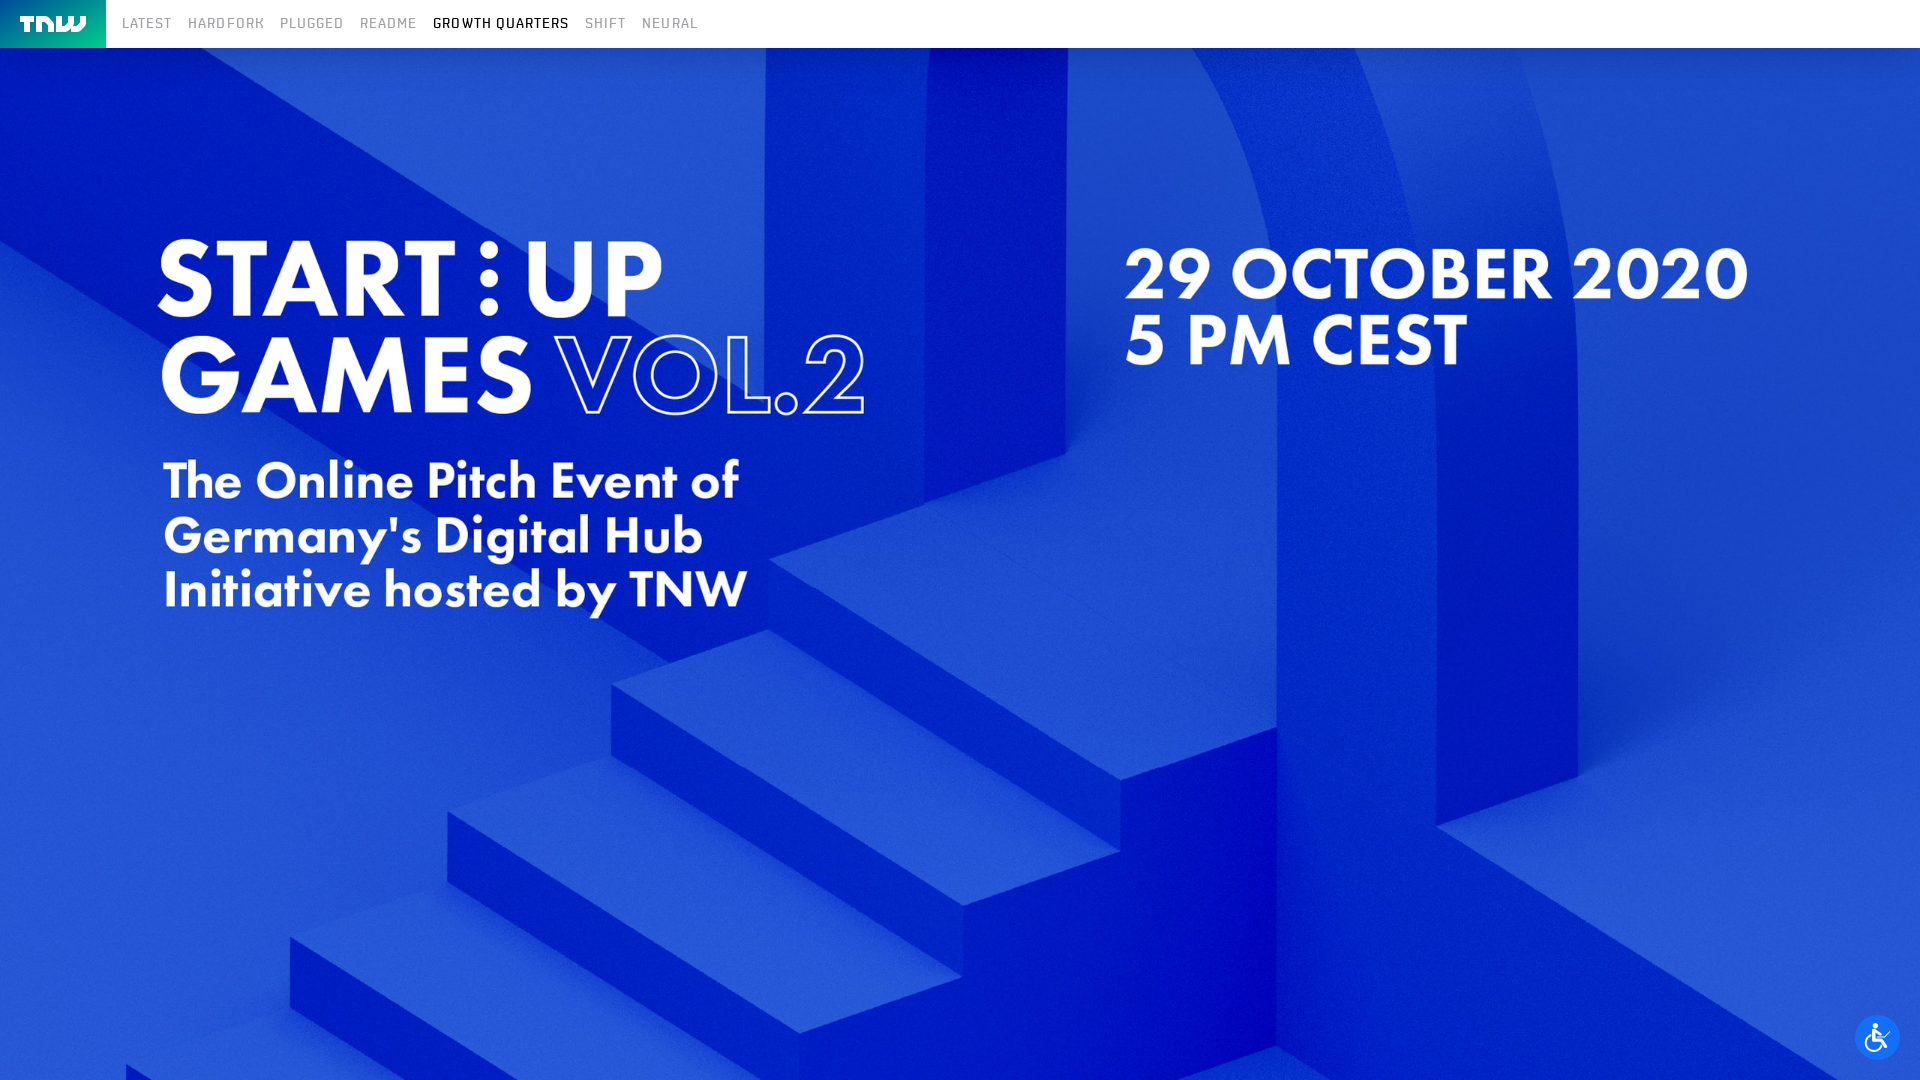 TNW
LATEST HARDFORK PLUGGED README GROWTH QUARTERS SHIFT NEURAL
START⋮UP
GAMES VOL.2
29 OCTOBER 2020
5 PM CEST
The Online Pitch Event of
Germany's Digital Hub
Initiative hosted by TNW